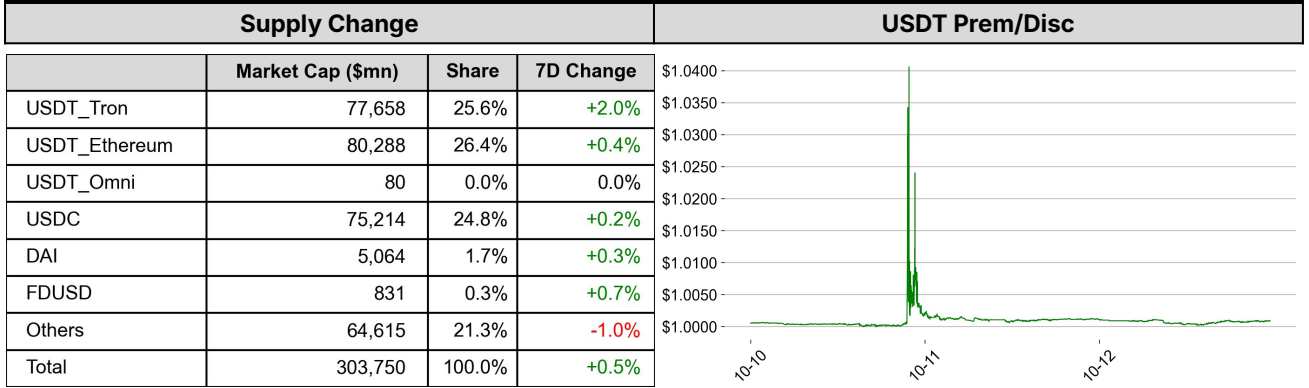 Supply Change
Market Cap ($mn) Share 7D Change
USDT_Tron 77,658 25.6% +2.0%
USDT_Ethereum 80,288 26.4% +0.4%
USDT_Omni 80 0.0% 0.0%
USDC 75,214 24.8% +0.2%
DAI 5,064 1.7% +0.3%
FDUSD 831 0.3% +0.7%
Others 64,615 21.3% -1.0%
Total 303,750 100.0% +0.5%
USDT Prem/Disc
$1.0400
$1.0350
$1.0300
$1.0250
$1.0200
$1.0150
$1.0100
$1.0050
$1.0000
10-10 10-11 10-12